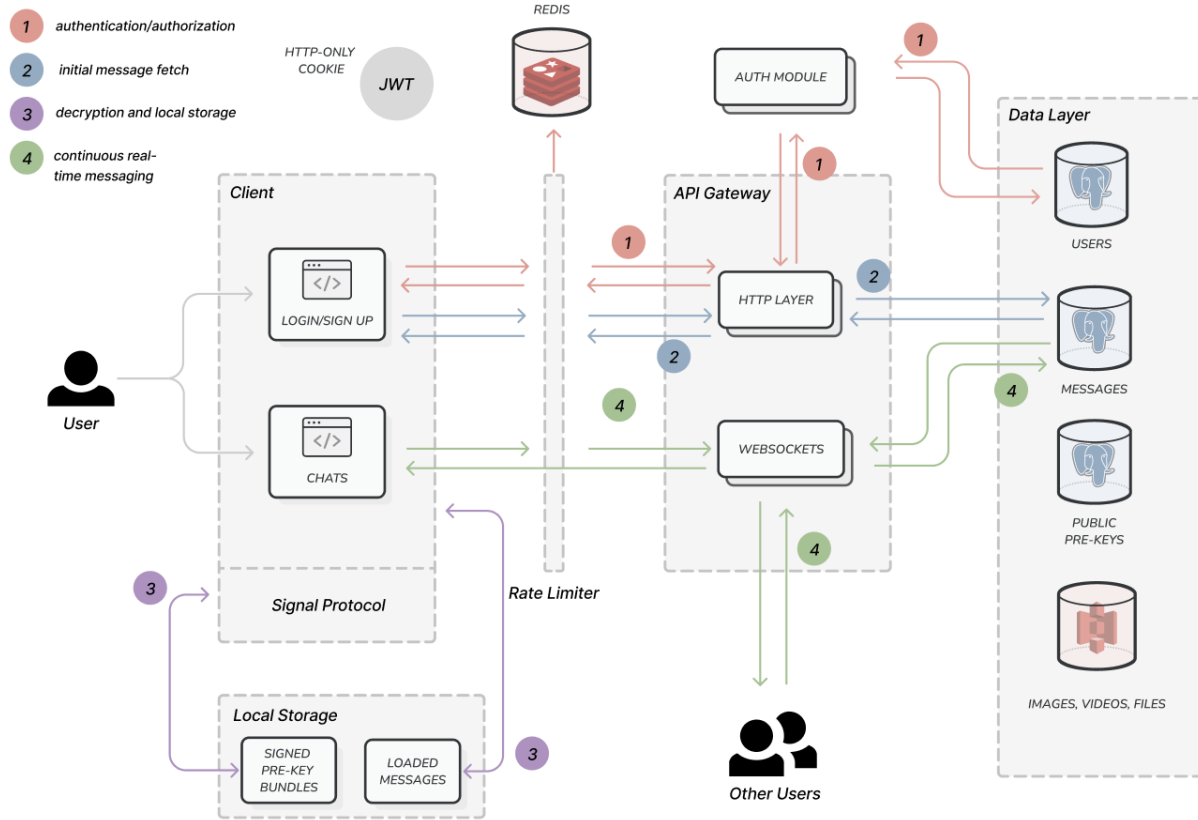 1 authentication/authorization
2 initial message fetch
3 decryption and local storage
4 continuous real-
time messaging
HTTP-ONLY
COOKIE
JWT
REDIS
AUTH MODULE
1
Data Layer
1
Client
API Gateway
USERS
1
2
LOGIN/SIGN UP
HTTP LAYER
2
User
4
MESSAGES
4
CHATS
WEBSOCKETS
PUBLIC
PRE-KEYS
4
3
Signal Protocol
Rate Limiter
IMAGES, VIDEOS, FILES
Local Storage
SIGNED
PRE-KEY
BUNDLES
LOADED
MESSAGES
3
Other Users